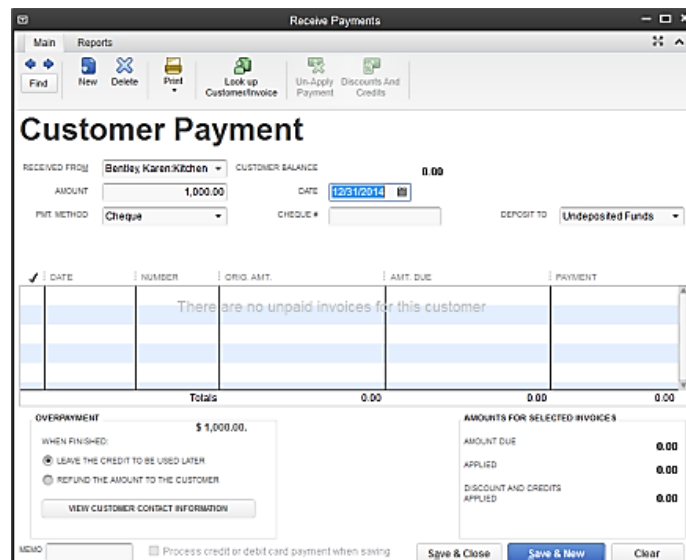 Receive Payments
Main Reports
Find New Delete Print Look up Customer/Invoice Un-Apply Payment Discounts And Credits
Customer Payment
RECEIVED FROM Bentley, Karen:Kitchen CUSTOMER BALANCE 0.00
AMOUNT 1,000.00 DATE 12/31/2014
PMT. METHOD Cheque CHEQUE # DEPOSIT TO Undeposited Funds
✓ DATE NUMBER ORIG. AMT. AMT. DUE PAYMENT
There are no unpaid invoices for this customer
Totals 0.00 0.00 0.00
OVERPAYMENT $ 1,000.00.
WHEN FINISHED:
LEAVE THE CREDIT TO BE USED LATER
REFUND THE AMOUNT TO THE CUSTOMER
VIEW CUSTOMER CONTACT INFORMATION
AMOUNTS FOR SELECTED INVOICES
AMOUNT DUE 0.00
APPLIED 0.00
DISCOUNT AND CREDITS APPLIED 0.00
MEMO Process credit or debit card payment when saving Save & Close Save & New Clear